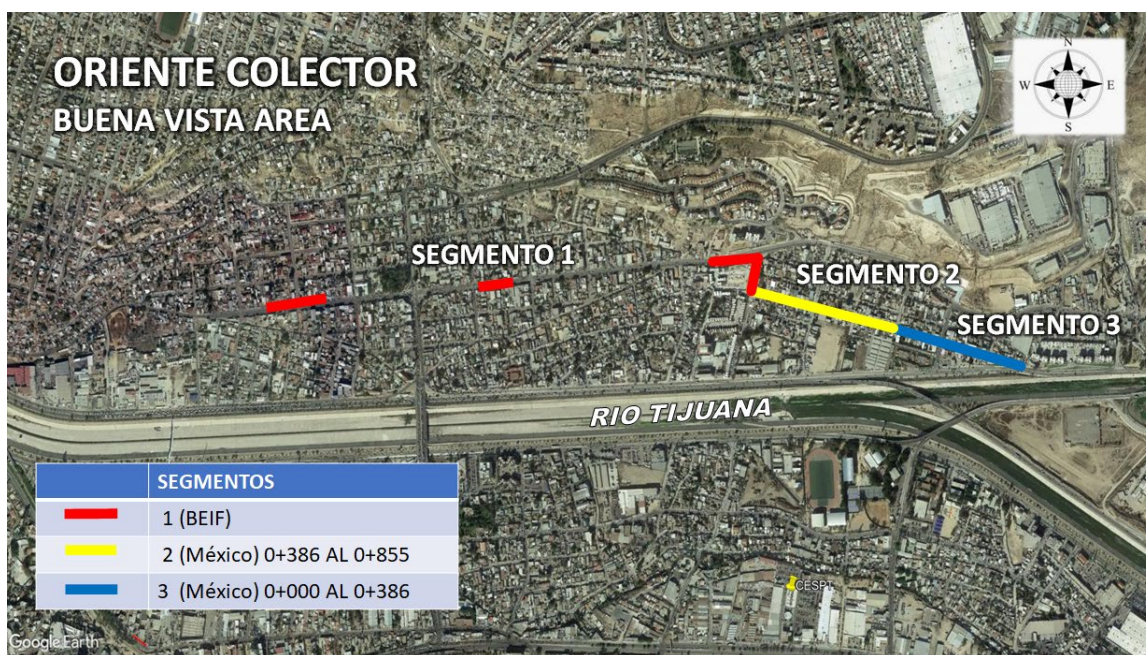 ORIENTE COLECTOR
BUENA VISTA AREA
N
W E
S
SEGMENTO 1
SEGMENTO 2
SEGMENTO 3
RIO TIJUANA
SEGMENTOS
1 (BEIF)
2 (México) 0+386 AL 0+855
3 (México) 0+000 AL 0+386
CESPT
Google Earth